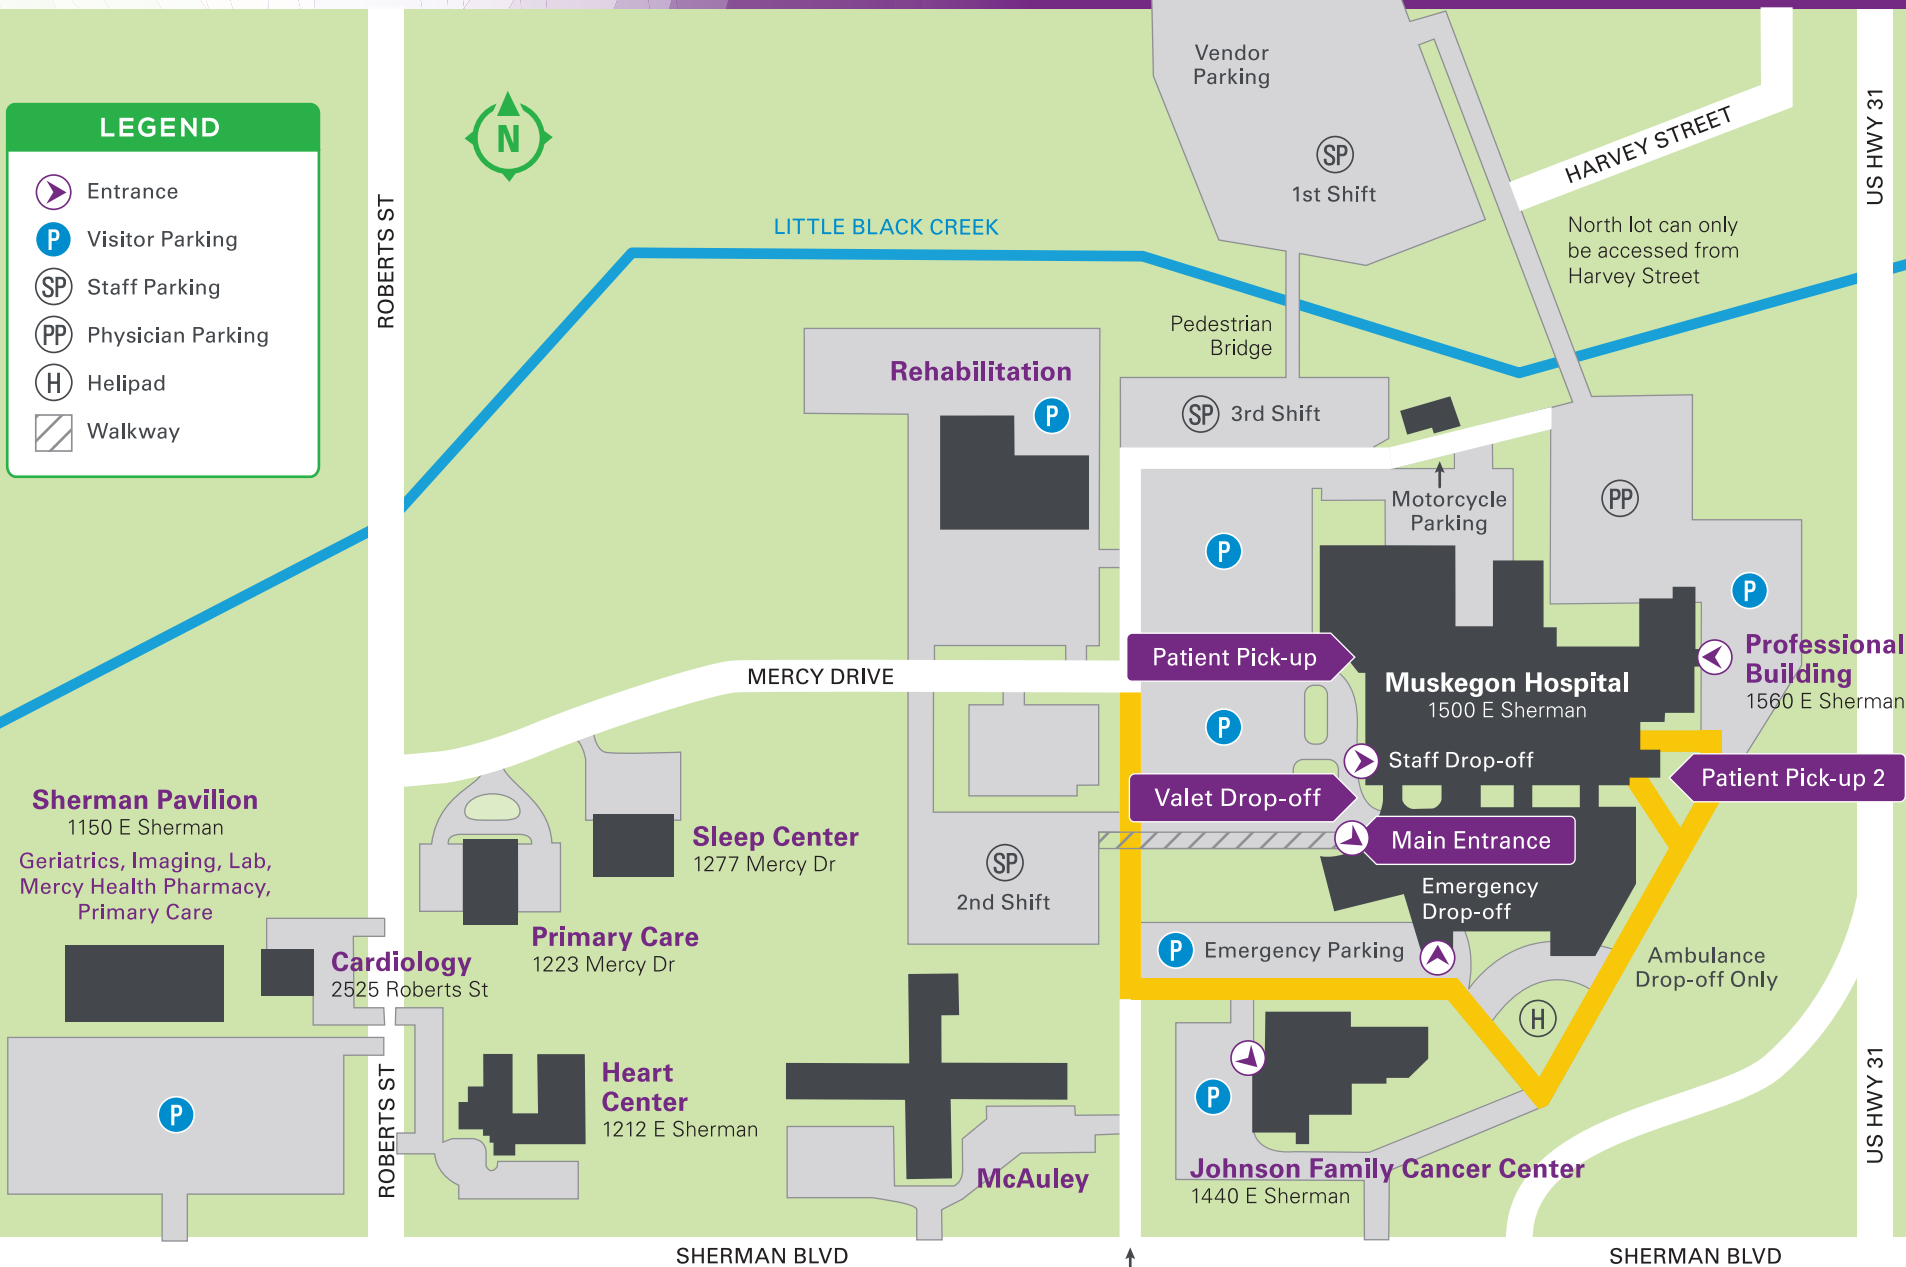 LEGEND
Entrance
P
Visitor Parking
SP
Staff Parking
PP
Physician Parking
H
Helipad
Walkway
N
ROBERTS ST
LITTLE BLACK CREEK
Vendor
Parking
SP
1st Shift
HARVEY STREET
US HWY 31
North lot can only
be accessed from
Harvey Street
Pedestrian
Bridge
Rehabilitation
P
SP
3rd Shift
Motorcycle
Parking
PP
P
P
Patient Pick-up
Muskegon Hospital
1500 E Sherman
Professional
Building
1560 E Sherman
MERCY DRIVE
P
Staff Drop-off
Valet Drop-off
Patient Pick-up 2
Main Entrance
Sherman Pavilion
1150 E Sherman
Geriatrics, Imaging, Lab,
Mercy Health Pharmacy,
Primary Care
Sleep Center
1277 Mercy Dr
SP
2nd Shift
Emergency
Drop-off
Primary Care
1223 Mercy Dr
Cardiology
2525 Roberts St
P
Emergency Parking
Ambulance
Drop-off Only
H
P
ROBERTS ST
Heart
Center
1212 E Sherman
P
US HWY 31
McAuley
Johnson Family Cancer Center
1440 E Sherman
SHERMAN BLVD
SHERMAN BLVD